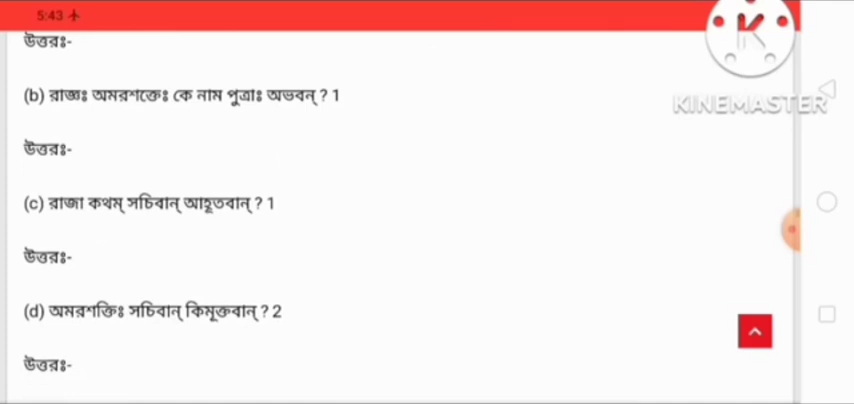 5:43
উত্তরঃ-
KINEMASTER
(b) রাজ্ঞঃ অমরশক্তেঃ কে নাম পুত্রাঃ অভবন্ ? 1
উত্তরঃ-
(c) রাজা কথম্ সচিবান্ আহূতবান্ ? 1
উত্তরঃ-
(d) অমরশক্তিঃ সচিবান্ কিমুক্তবান্ ? 2
উত্তরঃ-